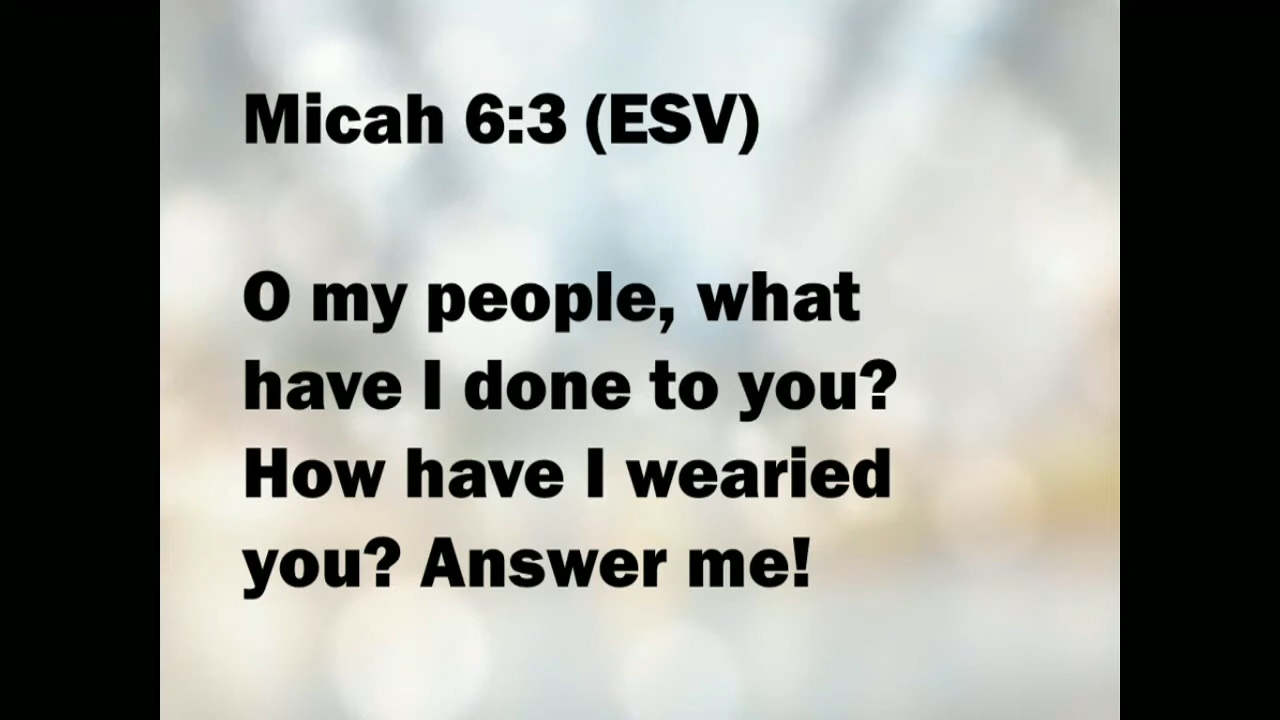 Micah 6:3 (ESV)
O my people, what
have I done to you?
How have I wearied
you? Answer me!